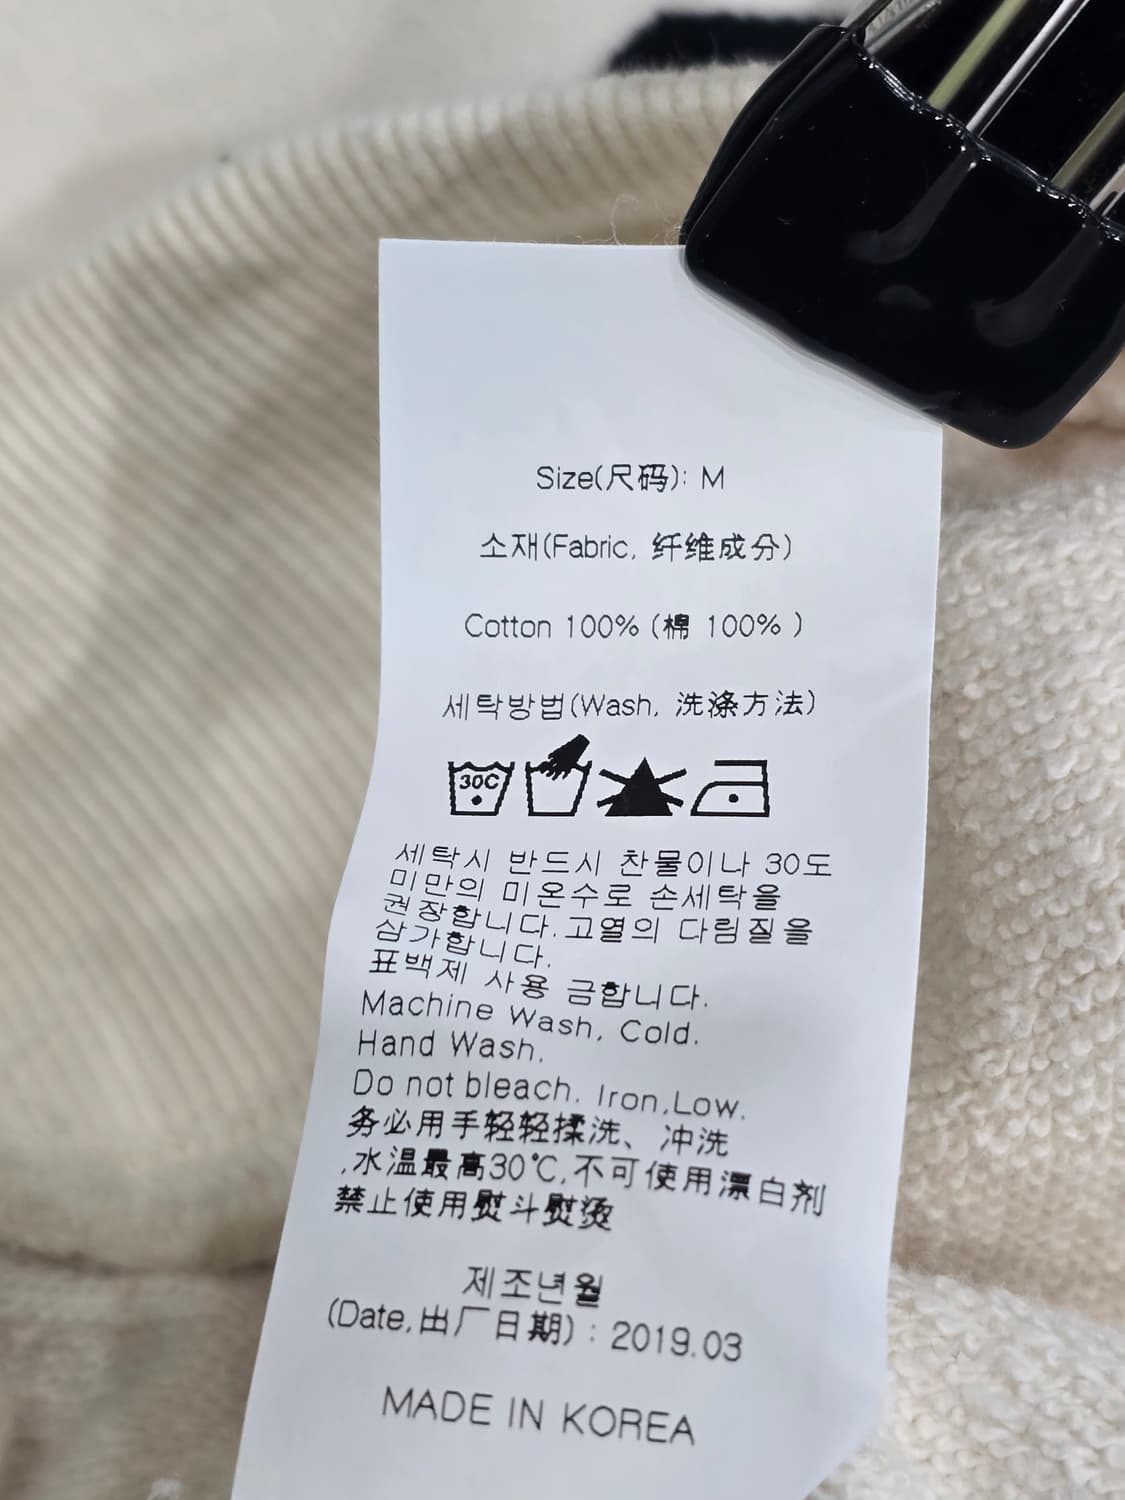 Size(尺码): M
소재(Fabric, 纤维成分)
Cotton 100% (棉 100% )
세탁방법(Wash, 洗涤方法)
30C
세탁시 반드시 찬물이나 30도
미만의 미온수로 손세탁을
권장합니다.고열의 다림질을
삼가합니다.
표백제 사용 금합니다.
Machine Wash, Cold.
Hand Wash.
Do not bleach. Iron,Low.
务必用手轻轻揉洗、冲洗
,水温最高30℃,不可使用漂白剂
禁止使用熨斗熨烫
제조년월
(Date,出厂日期) : 2019.03
MADE IN KOREA